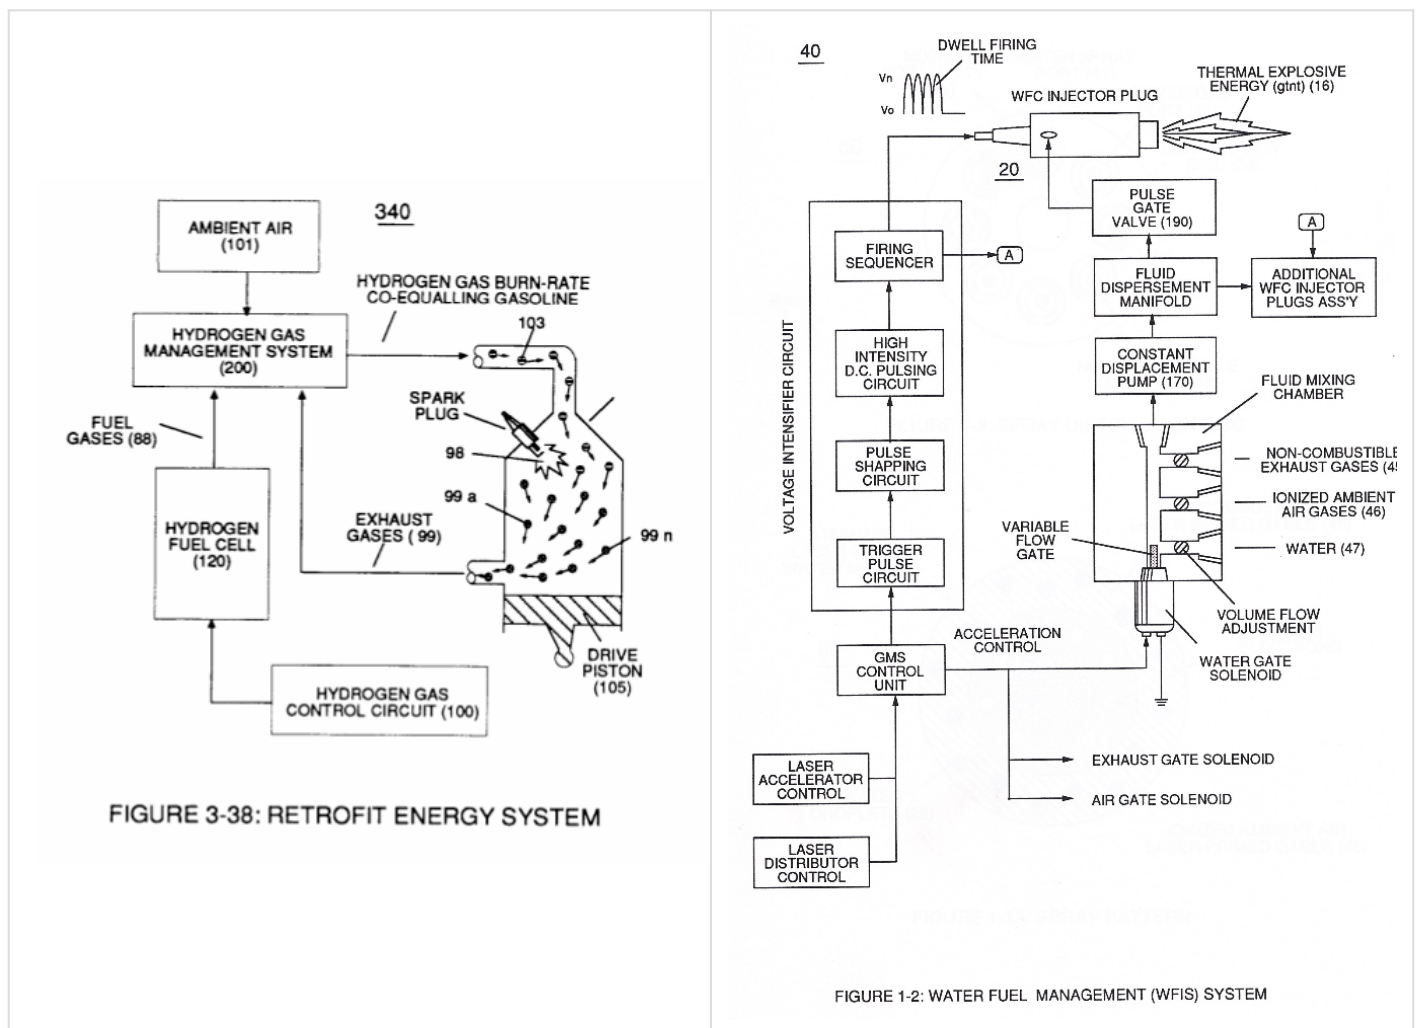 340
AMBIENT AIR
(101)
HYDROGEN GAS BURN-RATE
CO-EQUALLING GASOLINE
103
HYDROGEN GAS
MANAGEMENT SYSTEM
(200)
SPARK
PLUG
FUEL
GASES (88)
98
99 a
EXHAUST
GASES ( 99)
99 n
HYDROGEN
FUEL CELL
(120)
DRIVE
PISTON
(105)
HYDROGEN GAS
CONTROL CIRCUIT (100)
FIGURE 3-38: RETROFIT ENERGY SYSTEM
40
DWELL FIRING
TIME
Vn
Vo
WFC INJECTOR PLUG
THERMAL EXPLOSIVE
ENERGY (gtnt) (16)
20
PULSE
GATE
VALVE (190)
A
FIRING
SEQUENCER
A
FLUID
DISPERSEMENT
MANIFOLD
ADDITIONAL
WFC INJECTOR
PLUGS ASS'Y
VOLTAGE INTENSIFIER CIRCUIT
HIGH
INTENSITY
D.C. PULSING
CIRCUIT
CONSTANT
DISPLACEMENT
PUMP (170)
FLUID MIXING
CHAMBER
PULSE
SHAPPING
CIRCUIT
NON-COMBUSTIBLE
EXHAUST GASES
IONIZED AMBIENT
AIR GASES (46)
VARIABLE
FLOW
GATE
WATER (47)
TRIGGER
PULSE
CIRCUIT
VOLUME FLOW
ADJUSTMENT
ACCELERATION
CONTROL
GMS
CONTROL
UNIT
WATER GATE
SOLENOID
EXHAUST GATE SOLENOID
LASER
ACCELERATOR
CONTROL
AIR GATE SOLENOID
LASER
DISTRIBUTOR
CONTROL
FIGURE 1-2: WATER FUEL MANAGEMENT (WFIS) SYSTEM